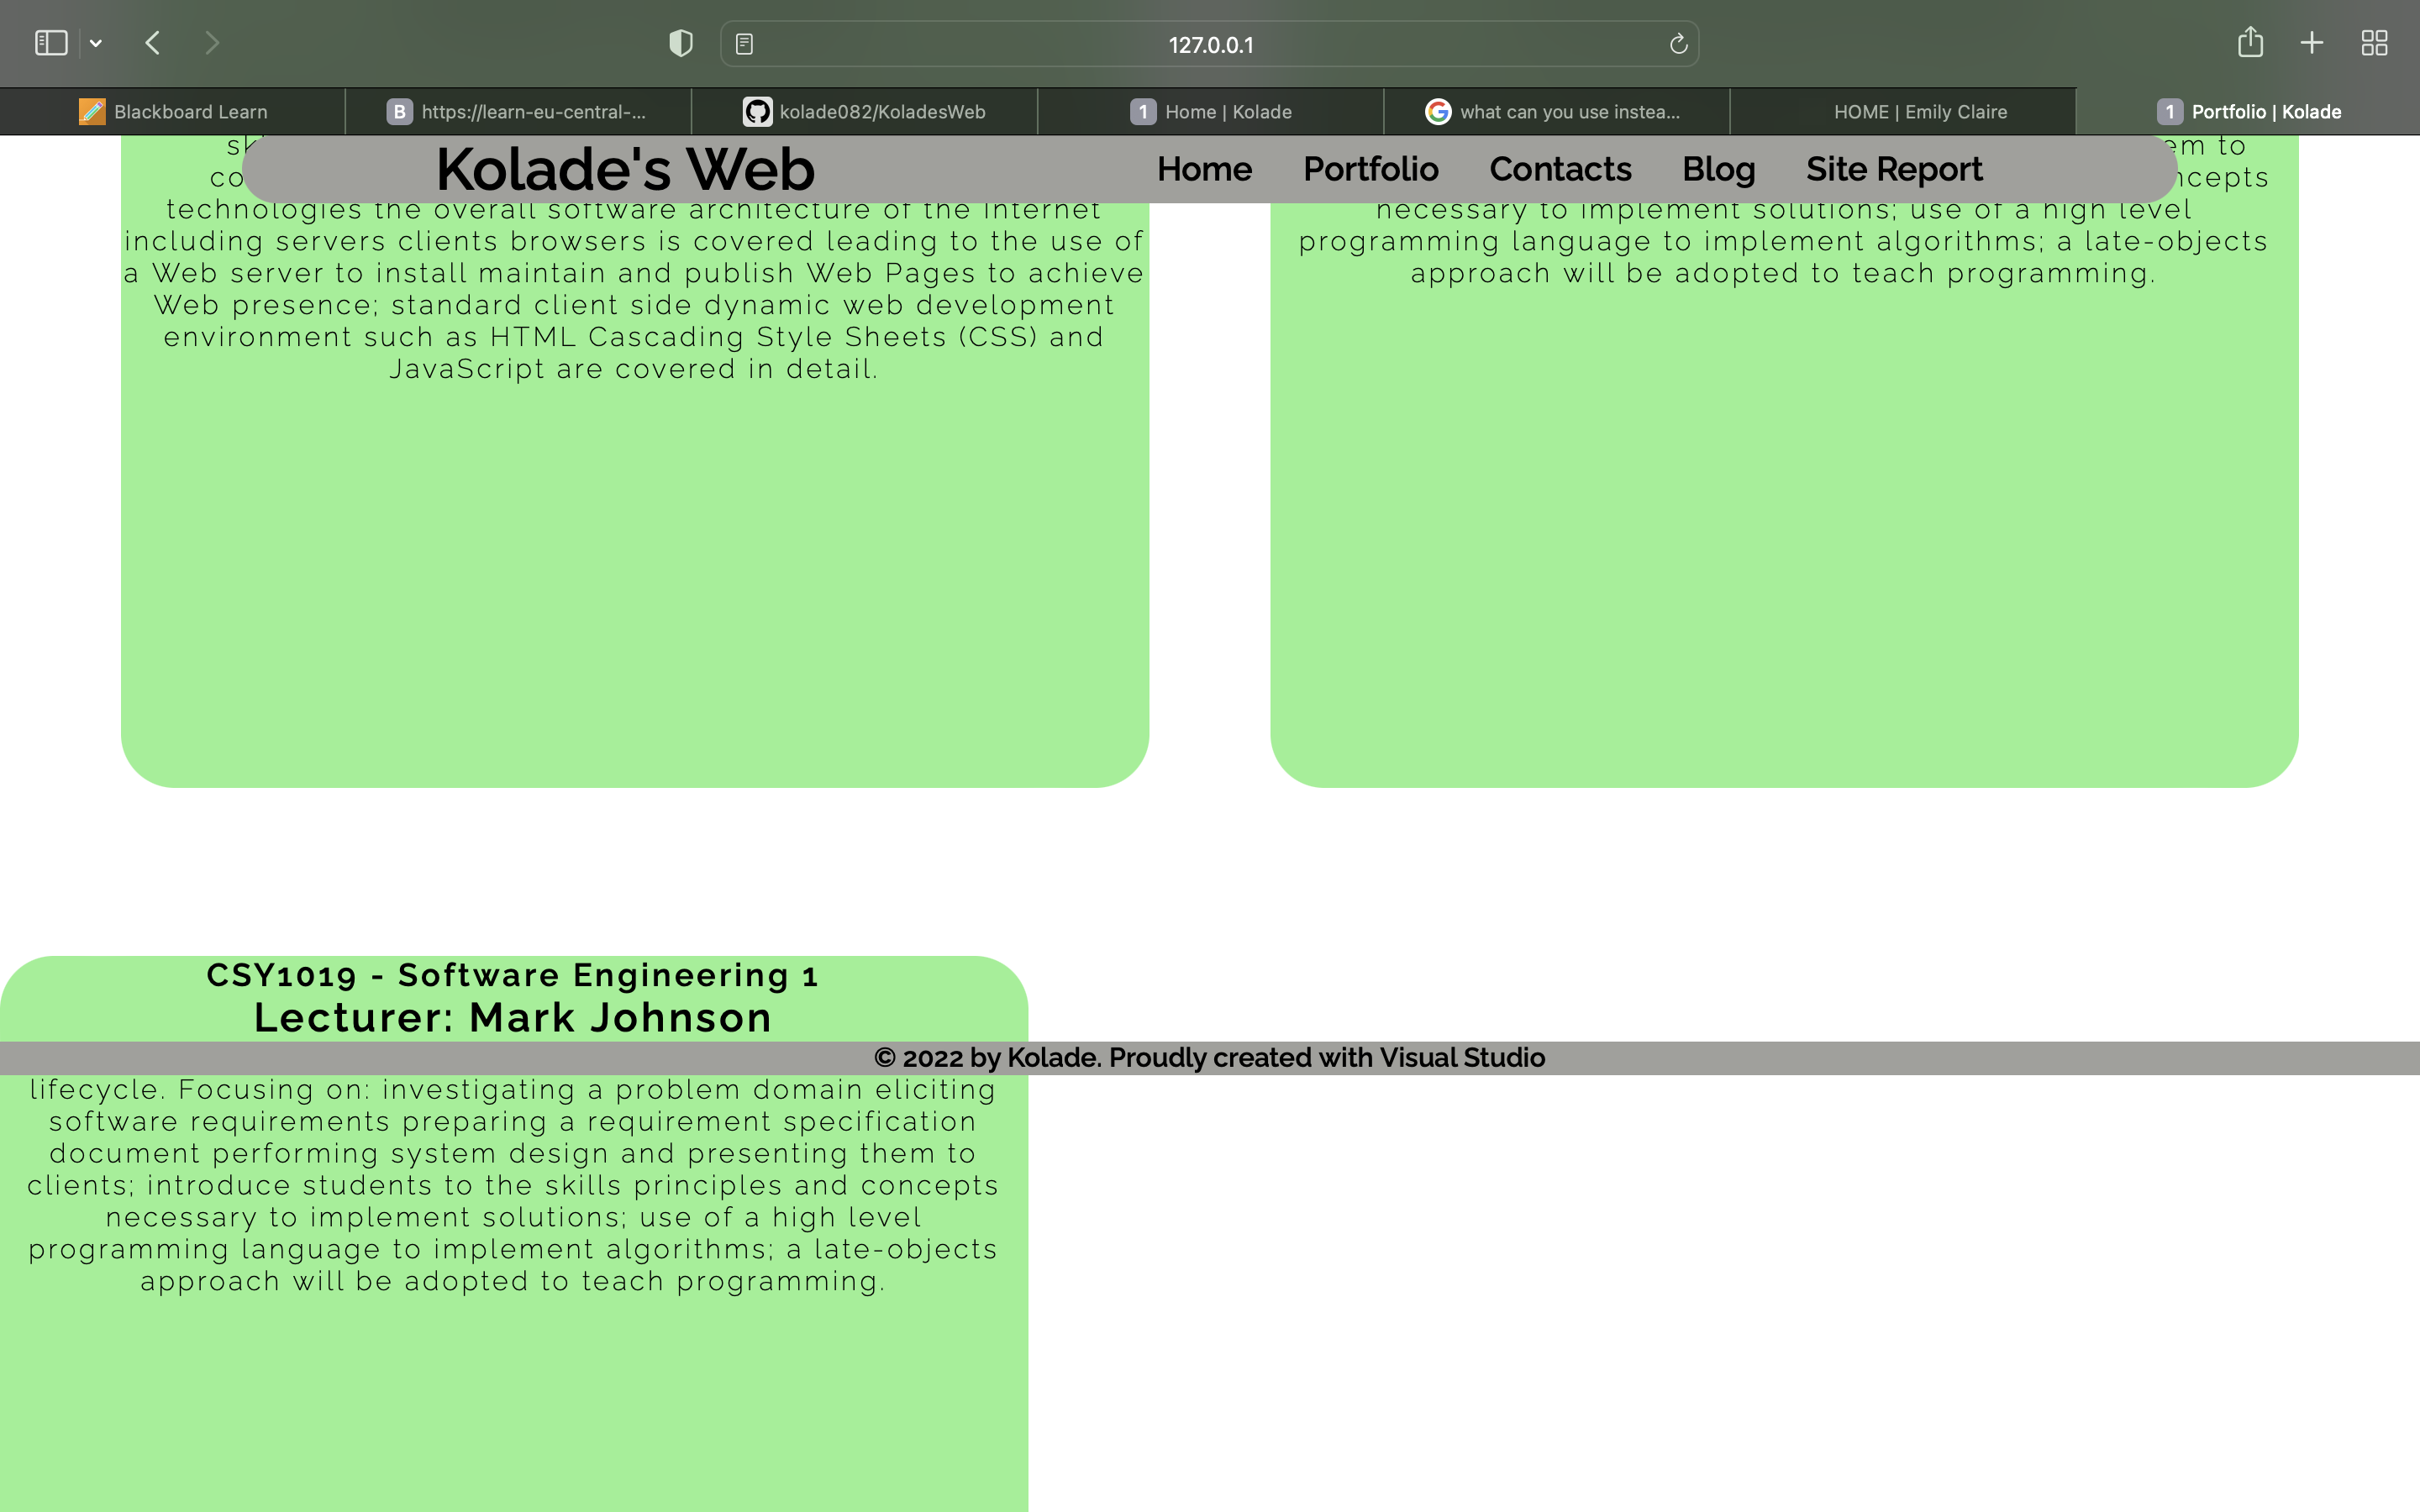 127.0.0.1
Blackboard Learn
B
https://learn-eu-central-...
kolade082/KoladesWeb
1
Home | Kolade
what can you use instea...
HOME | Emily Claire
1
Portfolio | Kolade
Kolade's Web
Home
Portfolio
Contacts
Blog
Site Report
technologies the overall software architecture of the Internet
including servers clients browsers is covered leading to the use of
a Web server to install maintain and publish Web Pages to achieve
Web presence; standard client side dynamic web development
environment such as HTML Cascading Style Sheets (CSS) and
JavaScript are covered in detail.
to
necessary to implement solutions; use of a high level
programming language to implement algorithms; a late-objects
approach will be adopted to teach programming.
CSY1019 - Software Engineering 1
Lecturer: Mark Johnson
© 2022 by Kolade. Proudly created with Visual Studio
lifecycle. Focusing on: investigating a problem domain eliciting
software requirements preparing a requirement specification
document performing system design and presenting them to
clients; introduce students to the skills principles and concepts
necessary to implement solutions; use of a high level
programming language to implement algorithms; a late-objects
approach will be adopted to teach programming.